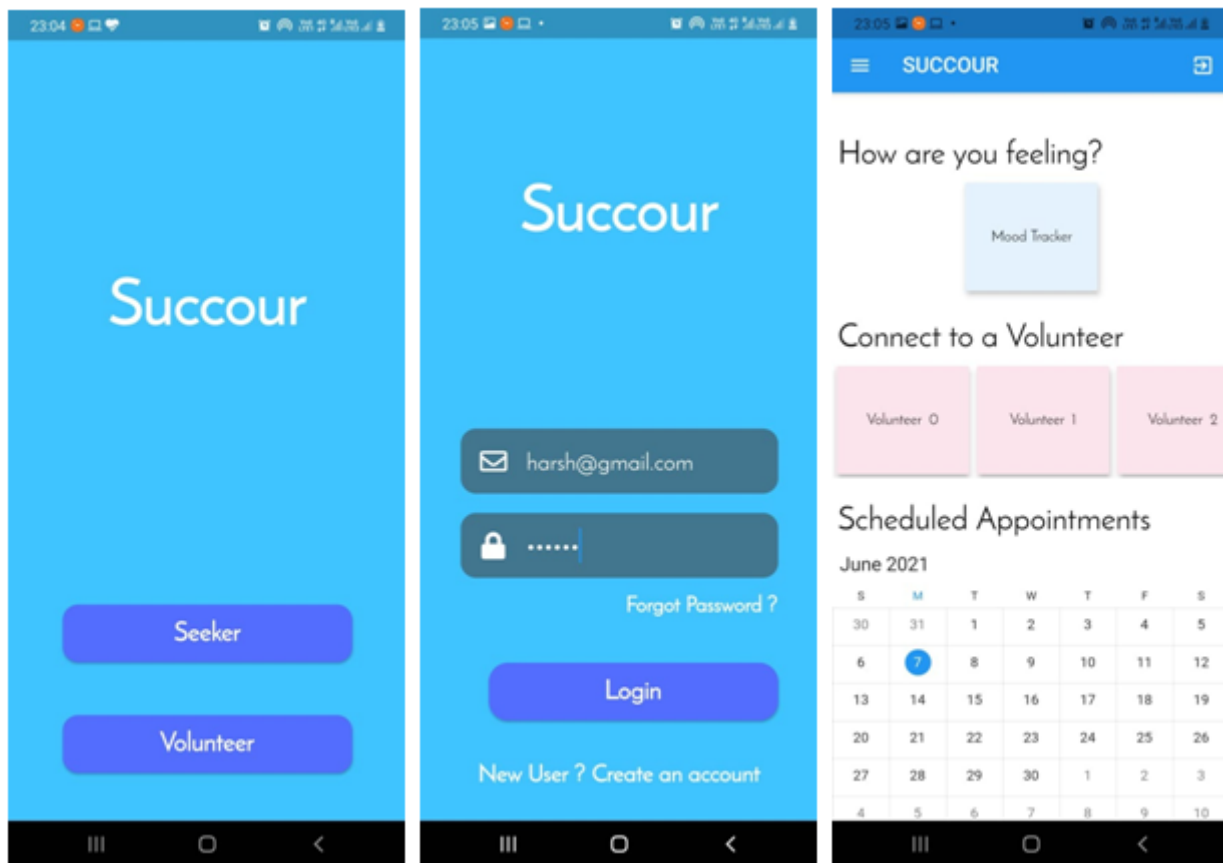 23:04
Succour
Seeker
Volunteer
23:05
Succour
harsh@gmail.com
••••••
Forgot Password ?
Login
New User ? Create an account
23:05
SUCCOUR
How are you feeling?
Mood Tracker
Connect to a Volunteer
Volunteer 0 Volunteer 1 Volunteer 2
Scheduled Appointments
June 2021
S M T W T F S
30 31 1 2 3 4 5
6 7 8 9 10 11 12
13 14 15 16 17 18 19
20 21 22 23 24 25 26
27 28 29 30 1 2 3
4 5 6 7 8 9 10